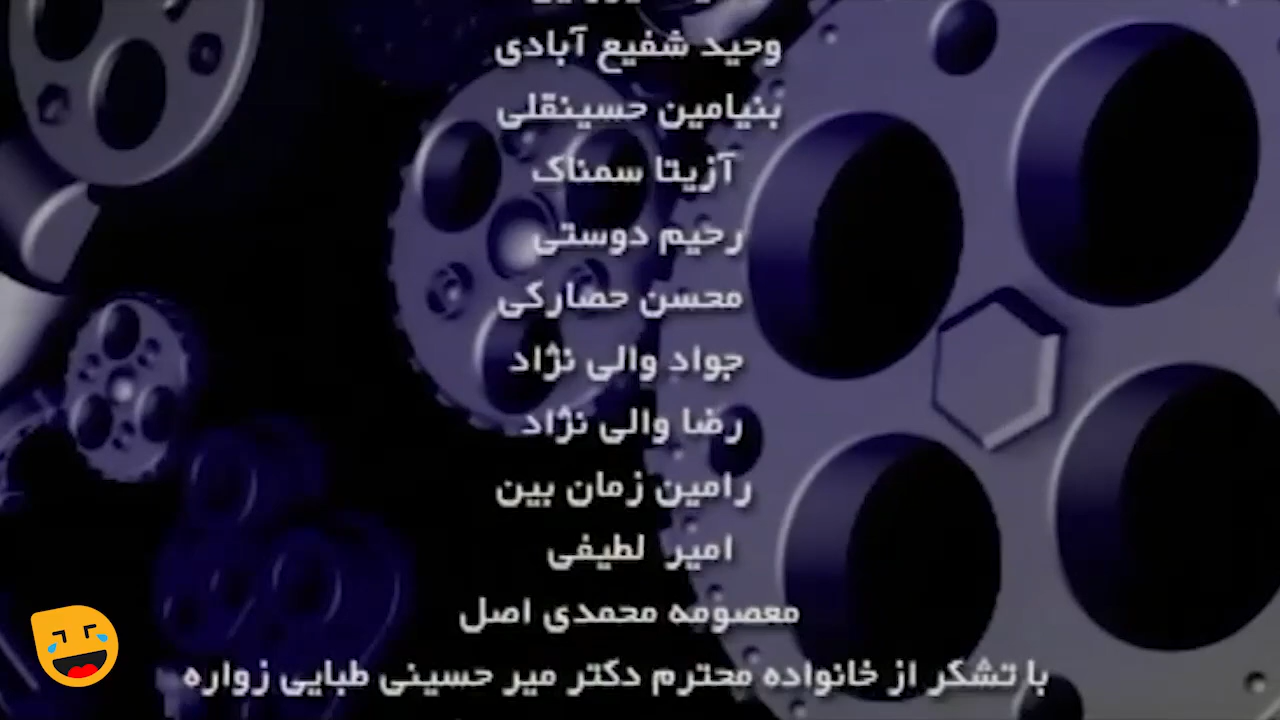 وحید شفیع آبادی
بنیامین حسینقلی
آزیتا سمناک
رحیم دوستی
محسن حصارکی
جواد والی نژاد
رضا والی نژاد
رامین زمان بین
امیر لطیفی
معصومه محمدی اصل
با تشکر از خانواده محترم دکتر میر حسینی طبایی زواره